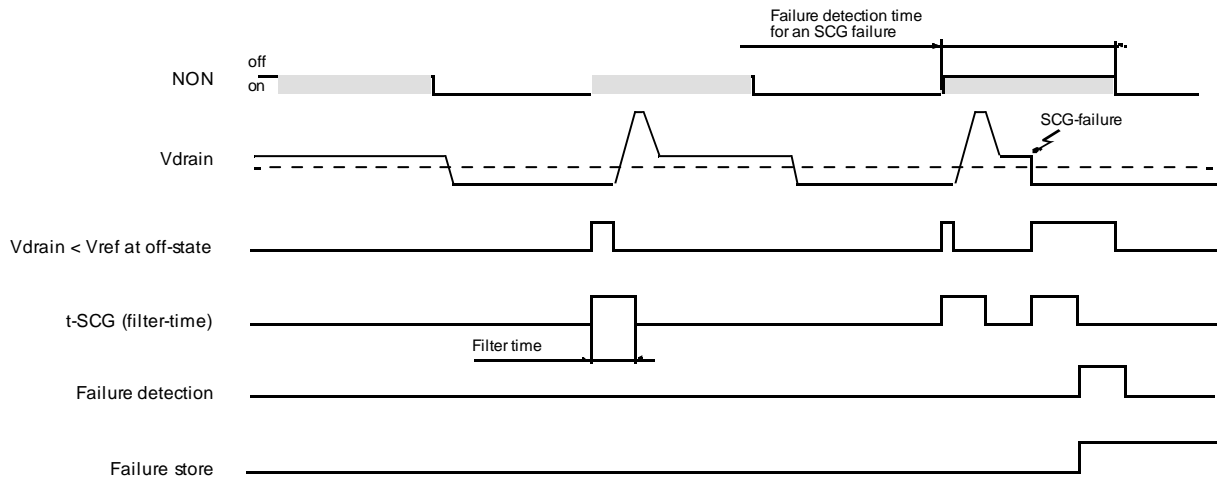 Failure detection time
for an SCG failure
off
NON
on
SCG-failure
Vdrain
Vdrain < Vref at off-state
t-SCG (filter-time)
Filter time
Failure detection
Failure store